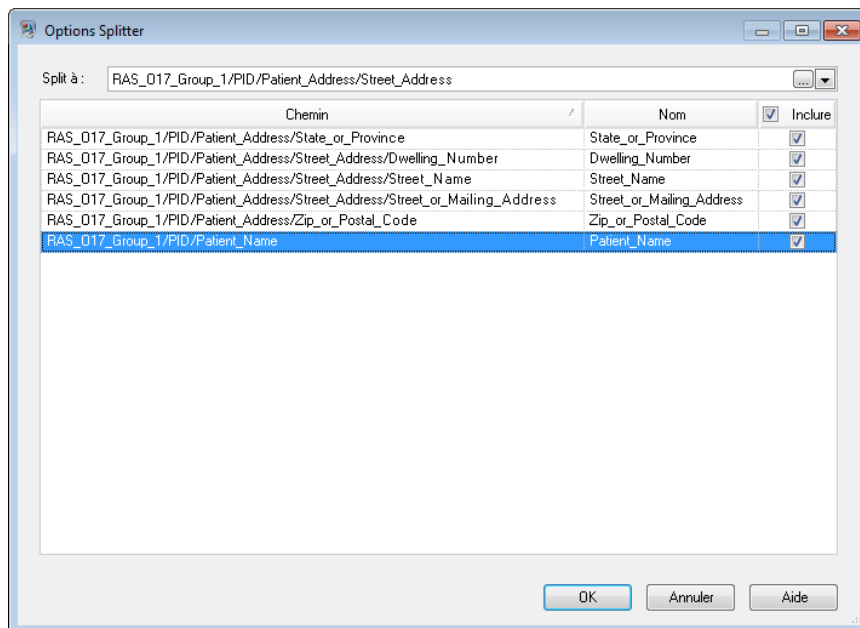 Options Splitter
Split à : RAS_O17_Group_1/PID/Patient_Address/Street_Address ...
Chemin Nom Inclure
RAS_O17_Group_1/PID/Patient_Address/State_or_Province State_or_Province
RAS_O17_Group_1/PID/Patient_Address/Street_Address/Dwelling_Number Dwelling_Number
RAS_O17_Group_1/PID/Patient_Address/Street_Address/Street_Name Street_Name
RAS_O17_Group_1/PID/Patient_Address/Street_Address/Street_or_Mailing_Address Street_or_Mailing_Address
RAS_O17_Group_1/PID/Patient_Address/Zip_or_Postal_Code Zip_or_Postal_Code
RAS_O17_Group_1/PID/Patient_Name Patient_Name
OK Annuler Aide